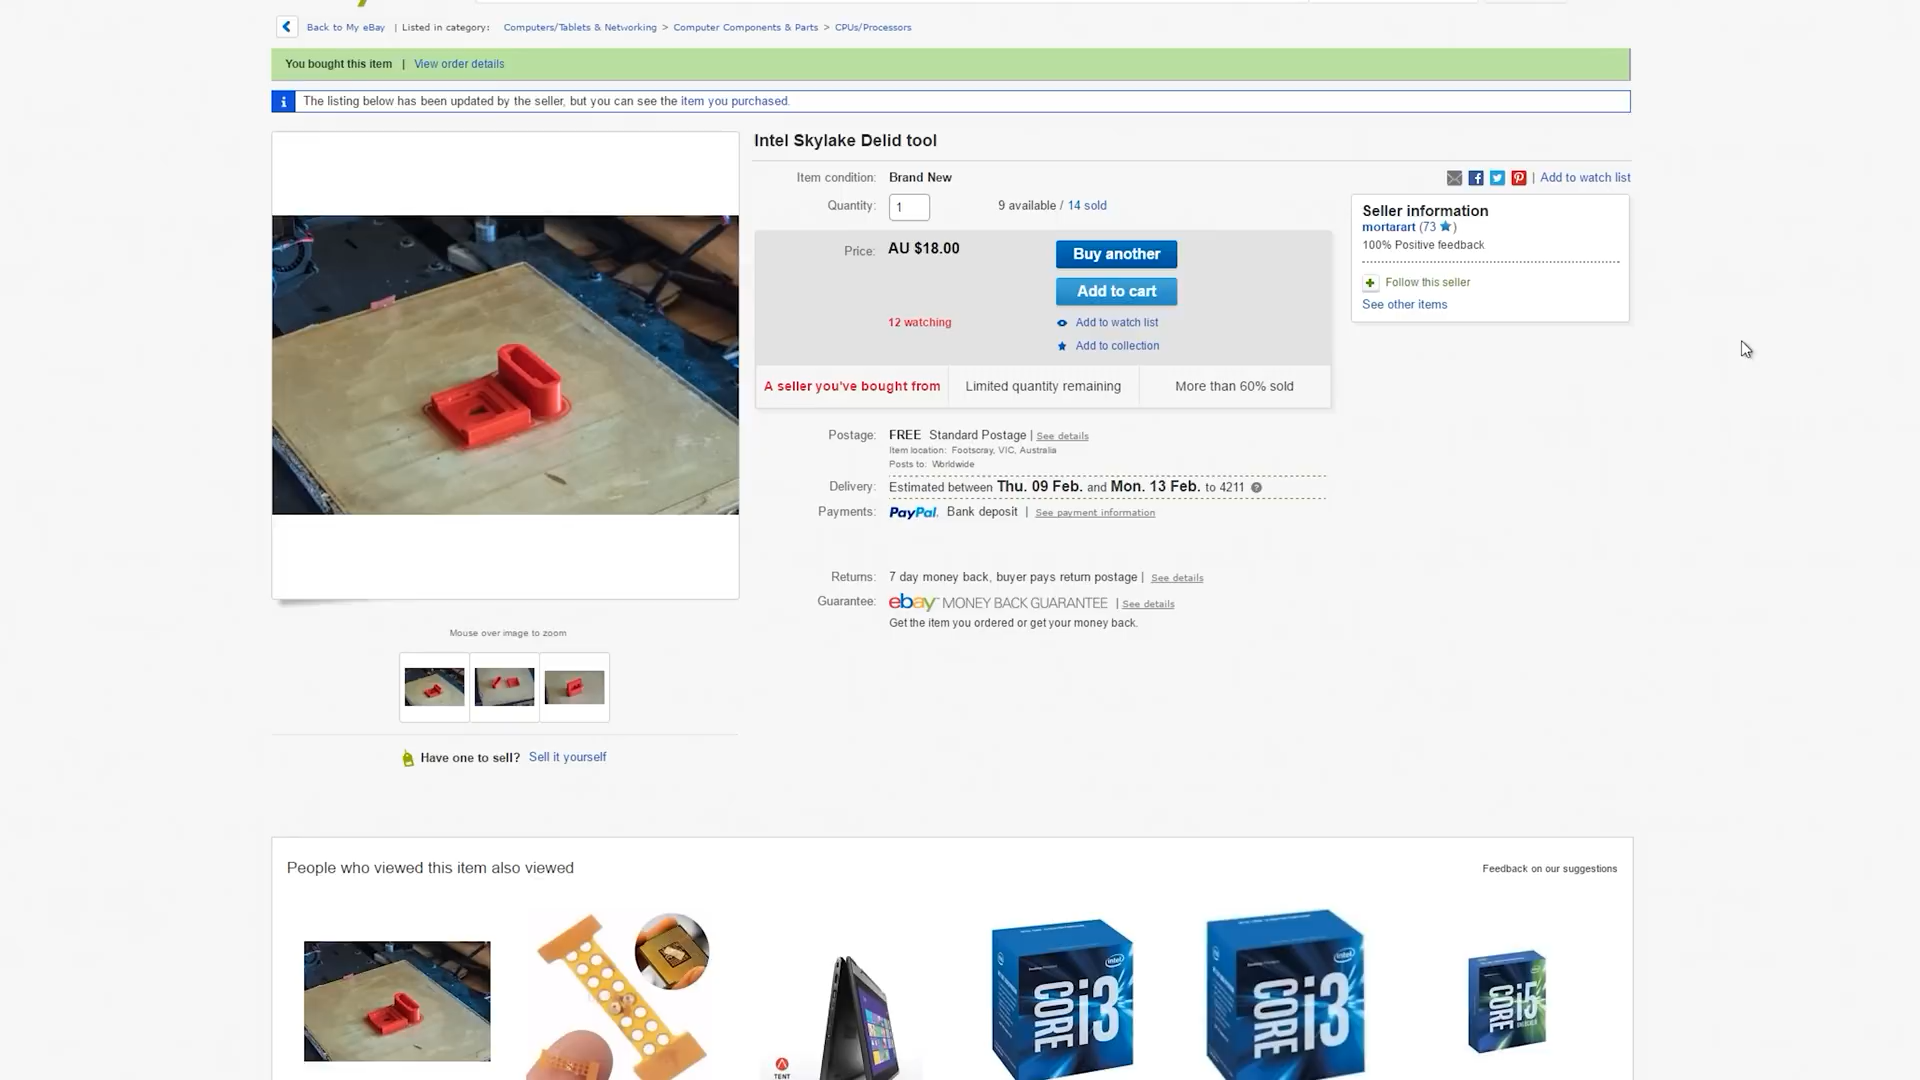 Back to My eBay | Listed in category: Computers/Tablets & Networking > Computer Components & Parts > CPUs/Processors
You bought this item | View order details
i The listing below has been updated by the seller, but you can see the item you purchased.
Intel Skylake Delid tool
Item condition: Brand New
Quantity: 1 9 available / 14 sold
Price: AU $18.00
Buy another
Add to cart
12 watching
Add to watch list
Add to collection
A seller you've bought from Limited quantity remaining More than 60% sold
| Add to watch list
Seller information
mortarart (73 )
100% Positive feedback
Follow this seller
See other items
Postage: FREE Standard Postage | See details
Item location: Footscray, VIC, Australia
Posts to: Worldwide
Delivery: Estimated between Thu. 09 Feb. and Mon. 13 Feb. to 4211
Payments: PayPal Bank deposit | See payment information
Returns: 7 day money back, buyer pays return postage | See details
Guarantee: ebay MONEY BACK GUARANTEE | See details
Get the item you ordered or get your money back.
Mouse over image to zoom
Have one to sell? Sell it yourself
People who viewed this item also viewed
Feedback on our suggestions
TENT
intel
CORE i3
intel
CORE i3
CORE i5